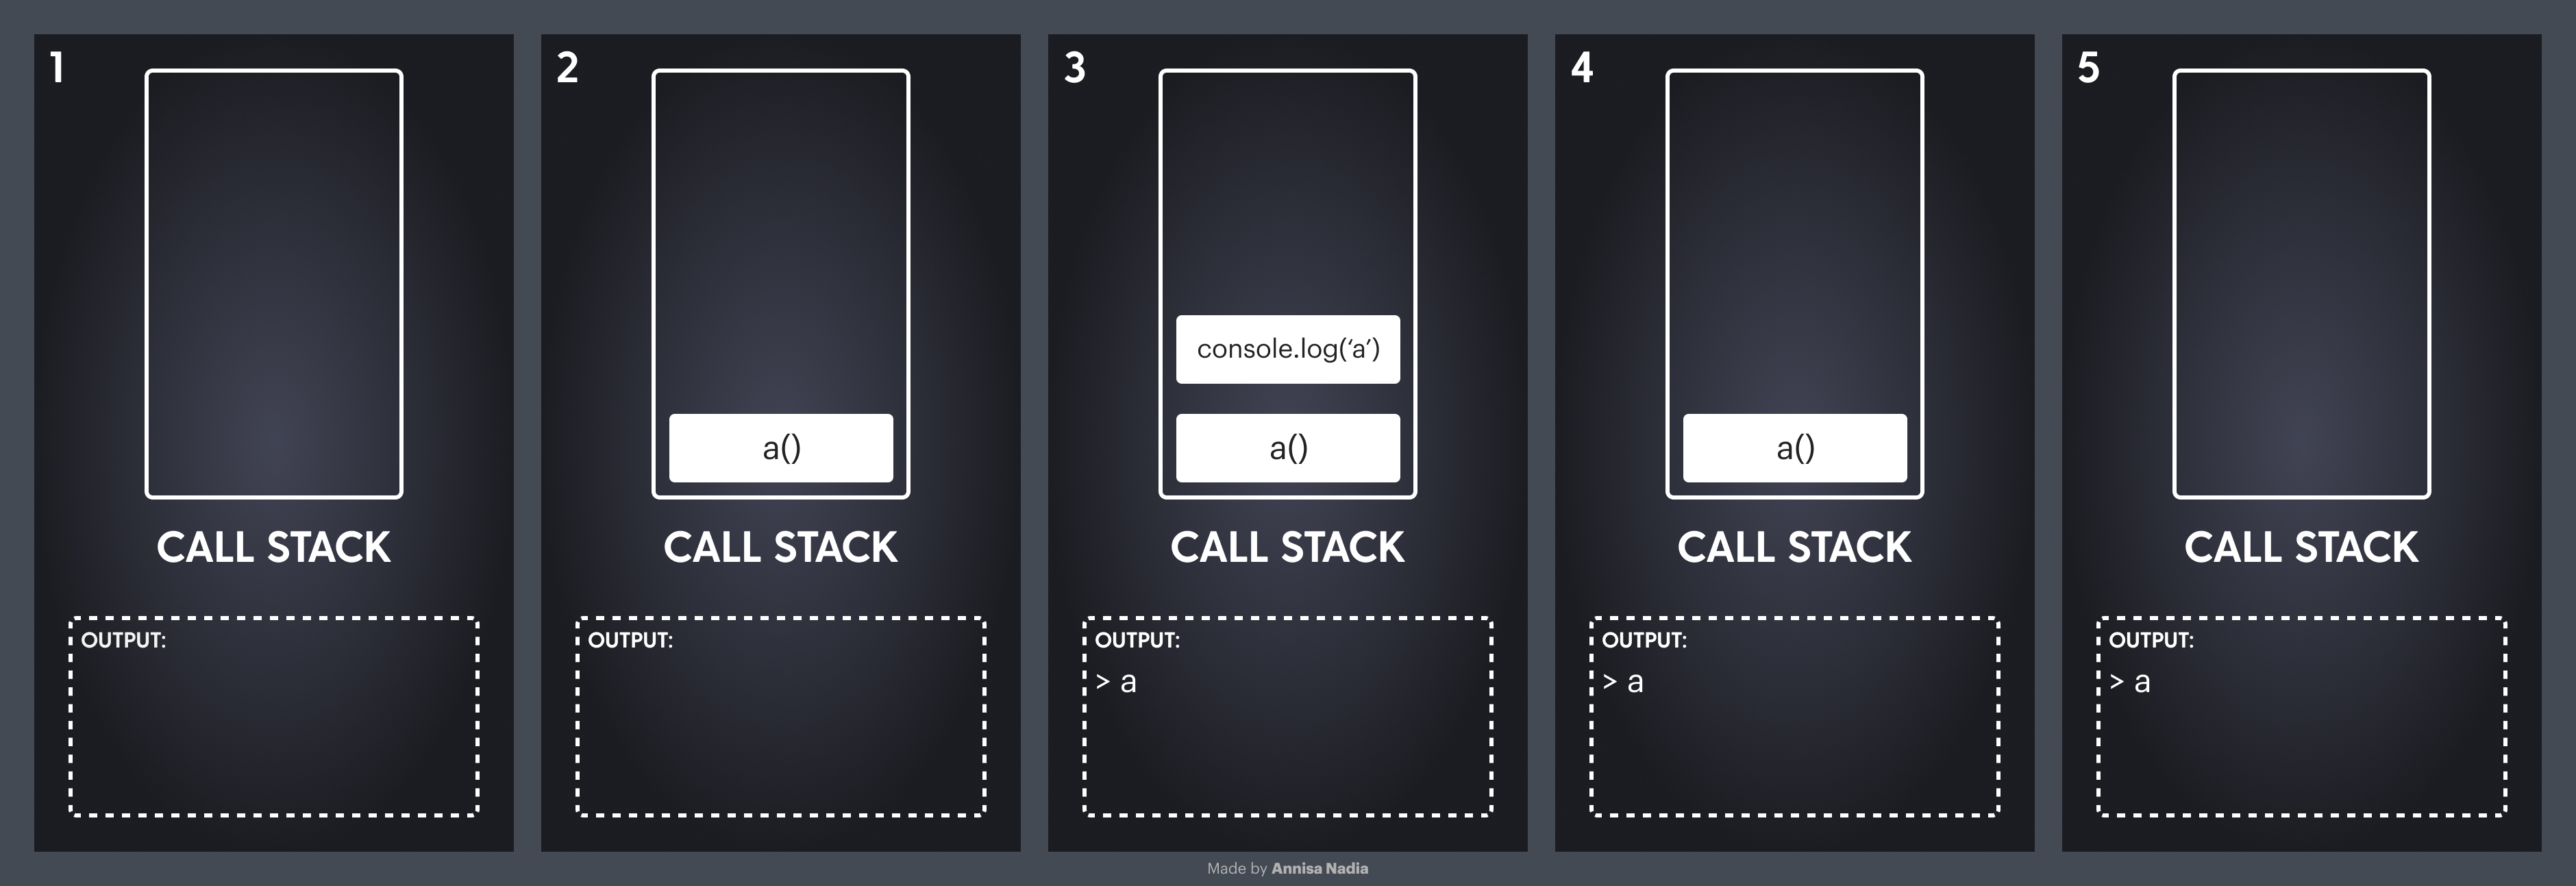 1
CALL STACK
OUTPUT:
2
a()
CALL STACK
OUTPUT:
3
console.log(‘a’)
a()
CALL STACK
OUTPUT:
> a
4
a()
CALL STACK
OUTPUT:
> a
5
CALL STACK
OUTPUT:
> a
Made by Annisa Nadia